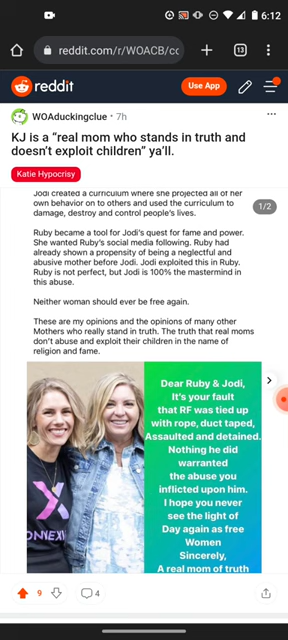 6:12
reddit.com/r/WOACB/cc
13
reddit
Use App
WOAduckingclue • 7h
KJ is a “real mom who stands in truth and
doesn’t exploit children” ya’ll.
Katie Hypocrisy
1/2
Jodi created a curriculum where she projected all of her
own behavior on to others and used the curriculum to
damage, destroy and control people's lives.
Ruby became a tool for Jodi's quest for fame and power.
She wanted Ruby's social media following. Ruby had
already shown a propensity of being a neglectful and
abusive mother before Jodi. Jodi exploited this in Ruby.
Ruby is not perfect, but Jodi is 100% the mastermind in
this abuse.
Neither woman should ever be free again.
These are my opinions and the opinions of many other
Mothers who really stand in truth. The truth that real moms
don't abuse and exploit their children in the name of
religion and fame.
X
ONNEXI
Dear Ruby & Jodi,
It's your fault
that RF was tied up
with rope, duct taped,
Assaulted and detained.
Nothing he did
warranted
the abuse you
inflicted upon him.
I hope you never
see the light of
Day again as free
Women
Sincerely,
A real mom of truth
9
4